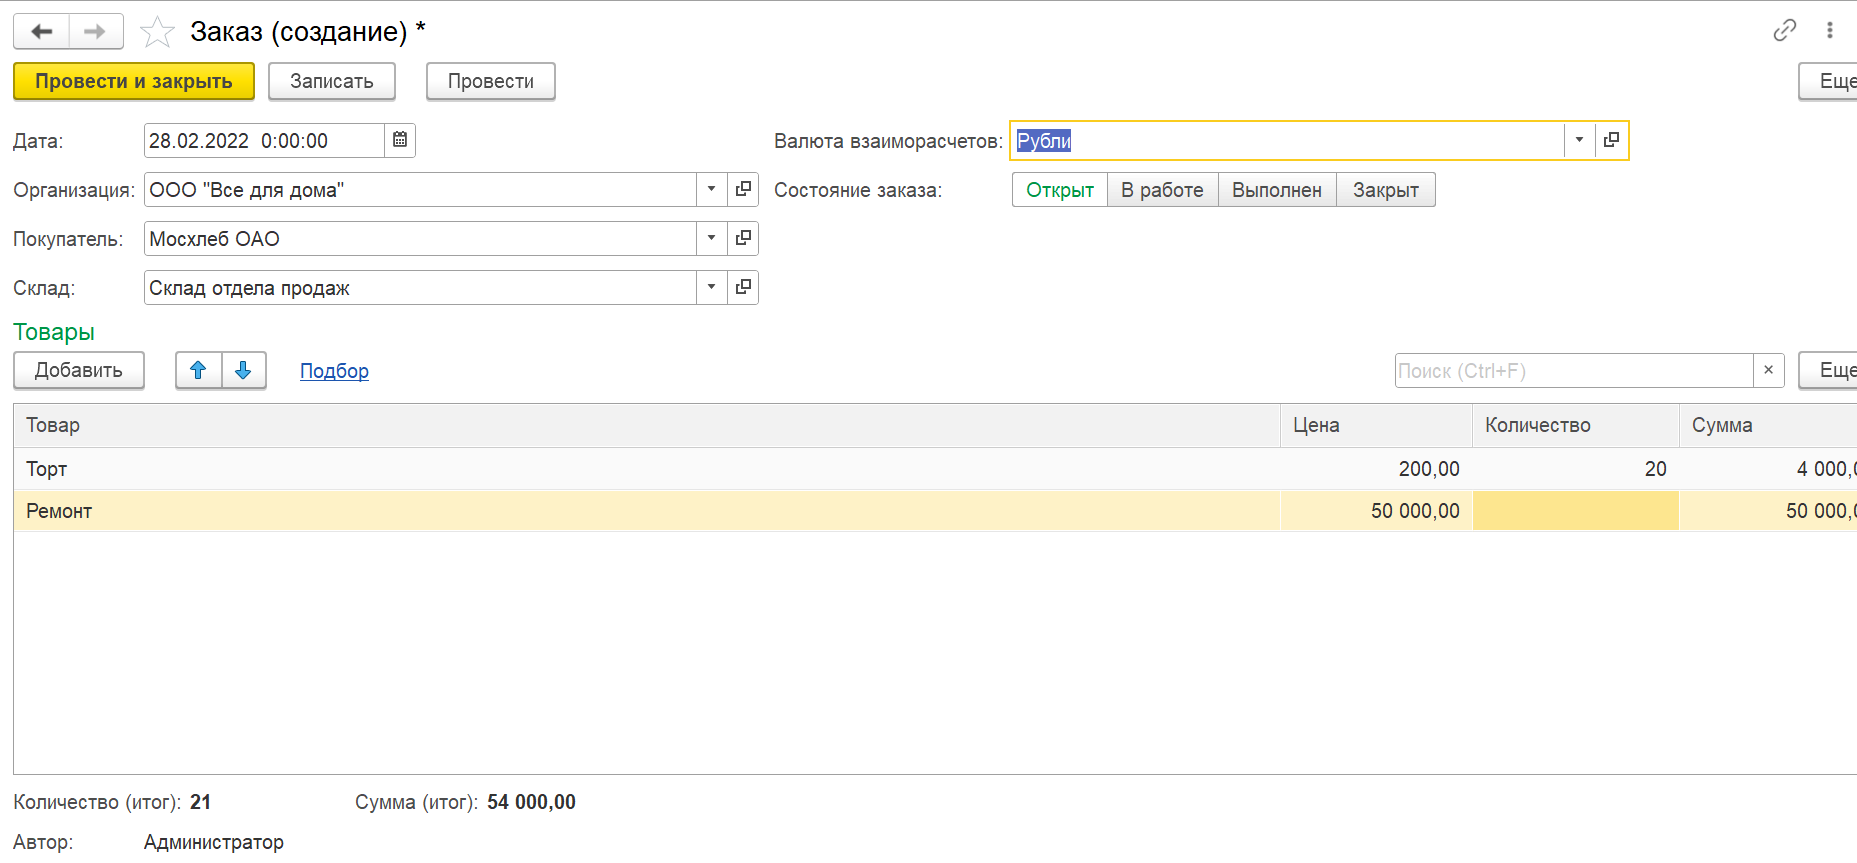 Заказ (создание) *
Провести и закрыть Записать Провести Еще
Дата: 28.02.2022 0:00:00 Валюта взаиморасчетов: Рубли
Организация: ООО "Все для дома" Состояние заказа: Открыт В работе Выполнен Закрыт
Покупатель: Мосхлеб ОАО
Склад: Склад отдела продаж
Товары
Добавить Подбор Поиск (Ctrl+F) × Еще
Товар Цена Количество Сумма
Торт 200,00 20 4 000,0
Ремонт 50 000,00 50 000,0
Количество (итог): 21 Сумма (итог): 54 000,00
Автор: Администратор